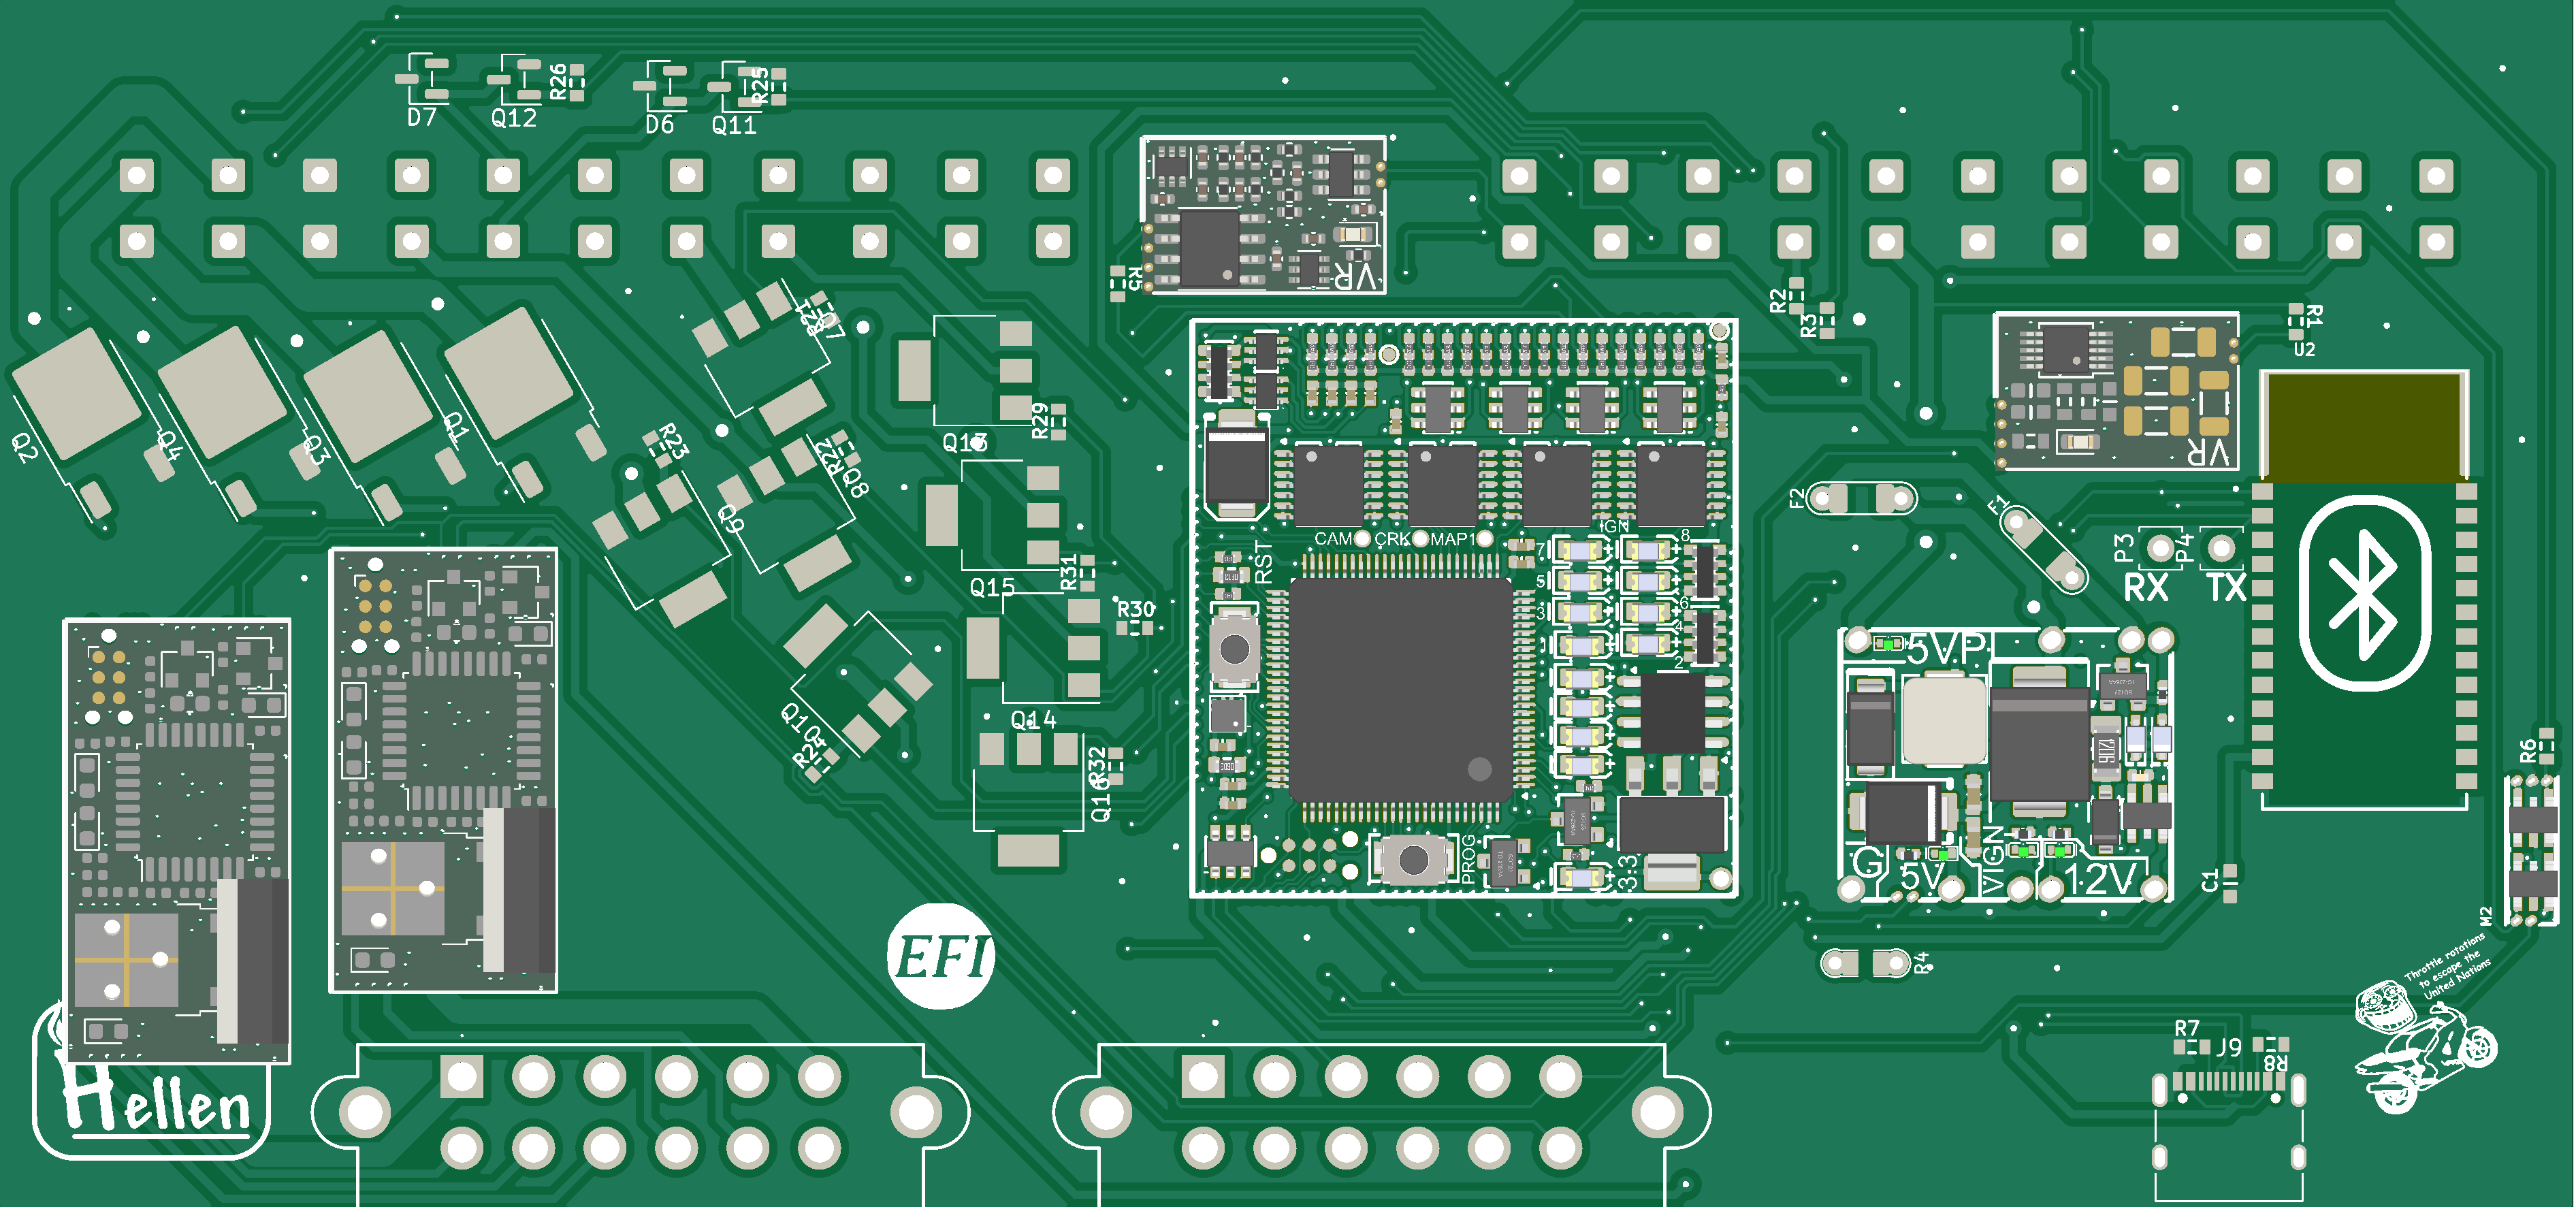 D7
Q12
R26
D6
Q11
R25
R5
VR
R2
R3
R1
U2
VR
Q2
Q4
Q3
Q1
R23
R21
Q9
R22
Q8
Q13
R29
Q15
R31
R30
Q14
Q10
R24
R32
Q16
IGN
CAM
CRK
MAP1
RST
7
8
5
3
6
1
4
2
PROG
3.3
F2
F1
P3
P4
RX
TX
5VP
1206
G
5V
VIGN
12V
C1
R6
M2
R4
EFI
Hellen
Throttle rotations
to escape the
United Nations
R7
J9
R8